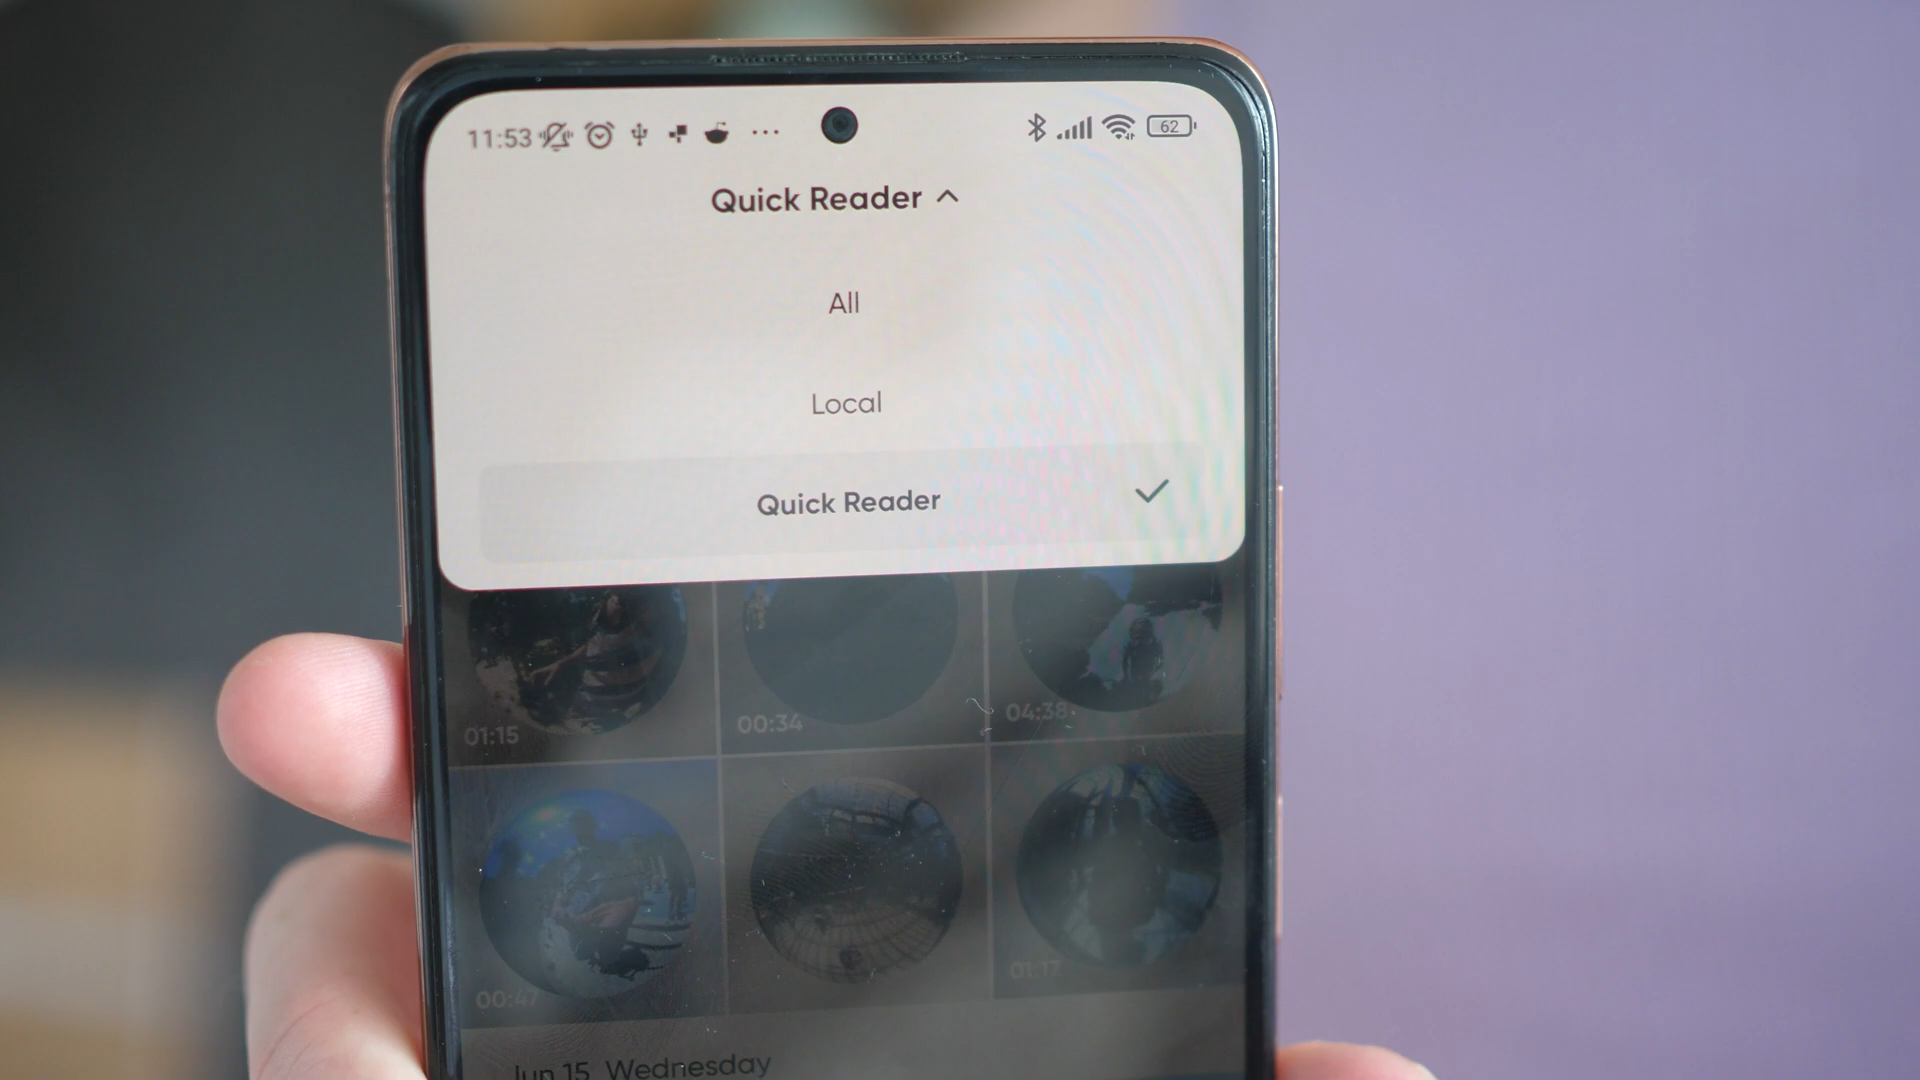 11:53
62
Quick Reader
All
Local
Quick Reader
01:15
00:34
04:38
00:47
01:17
Jun 15, Wednesday